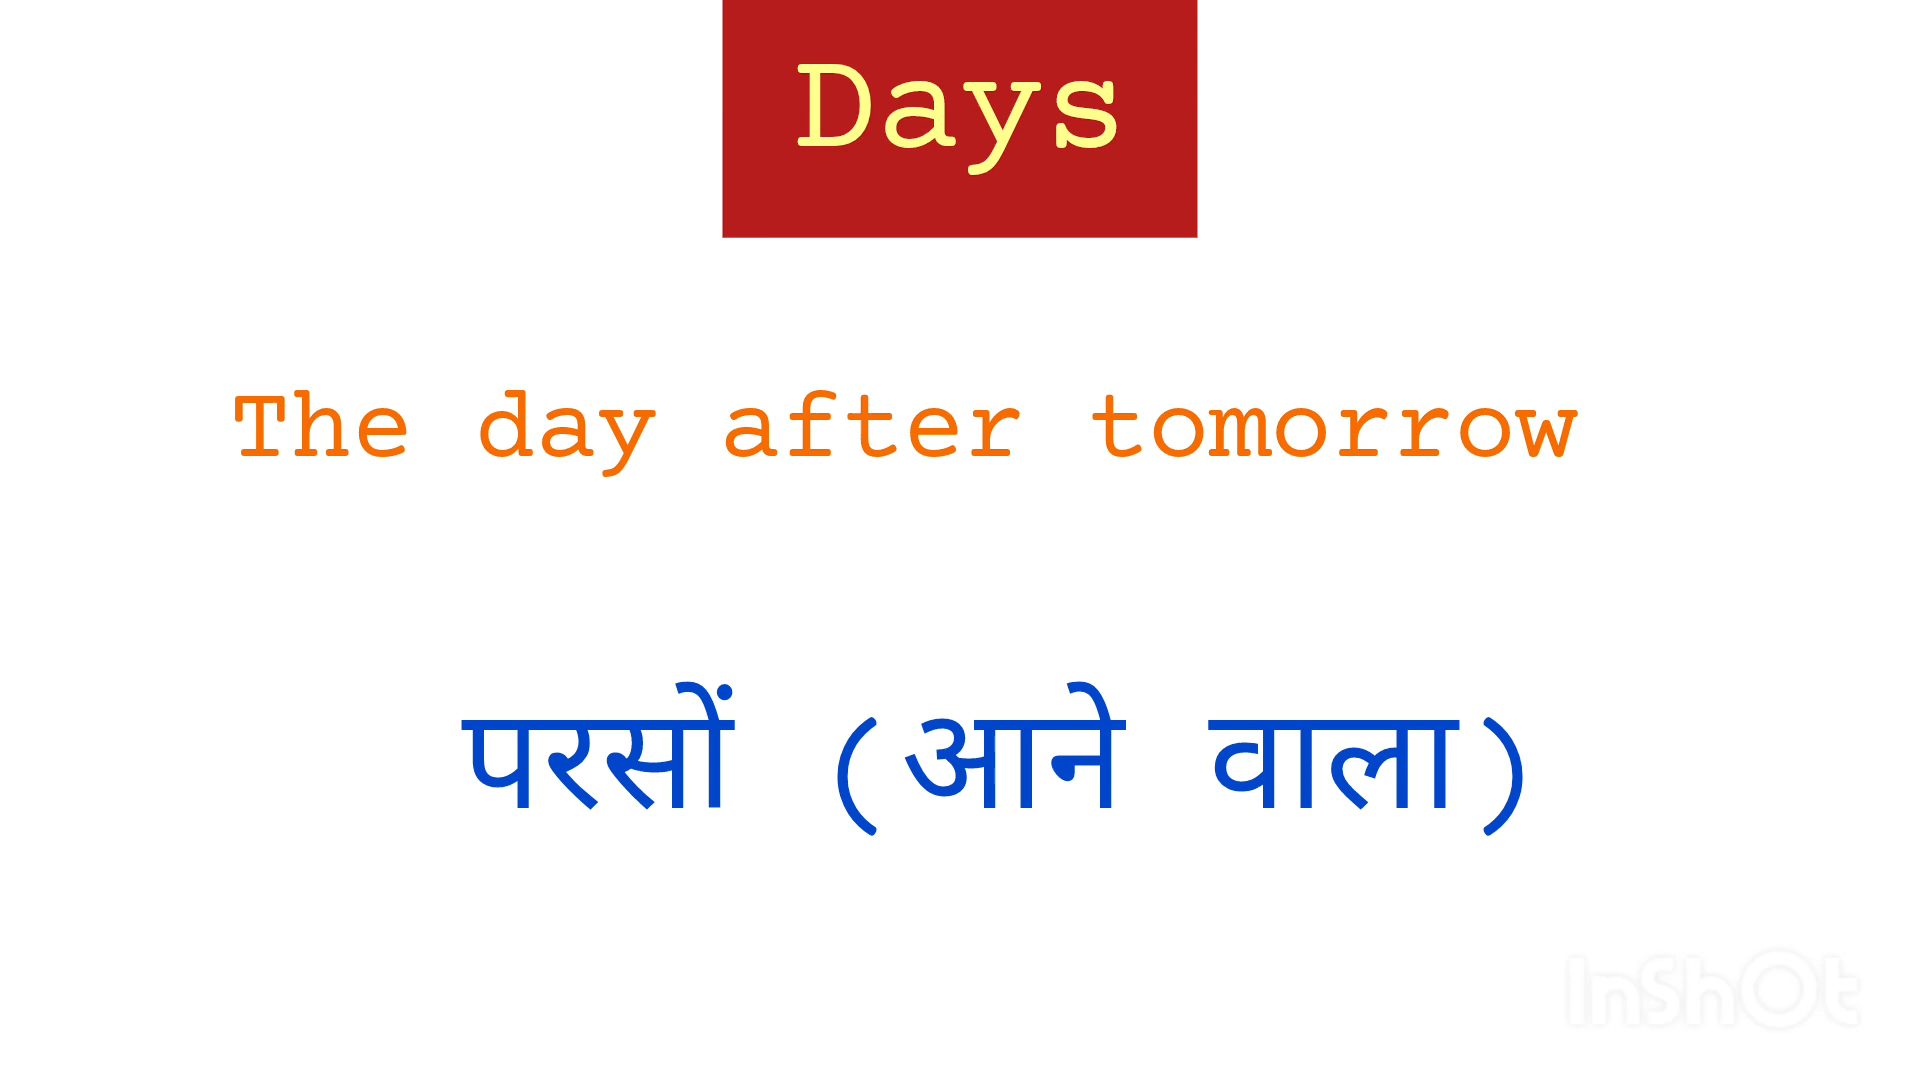 Days
The day after tomorrow
परसों (आने वाला)
InShOt